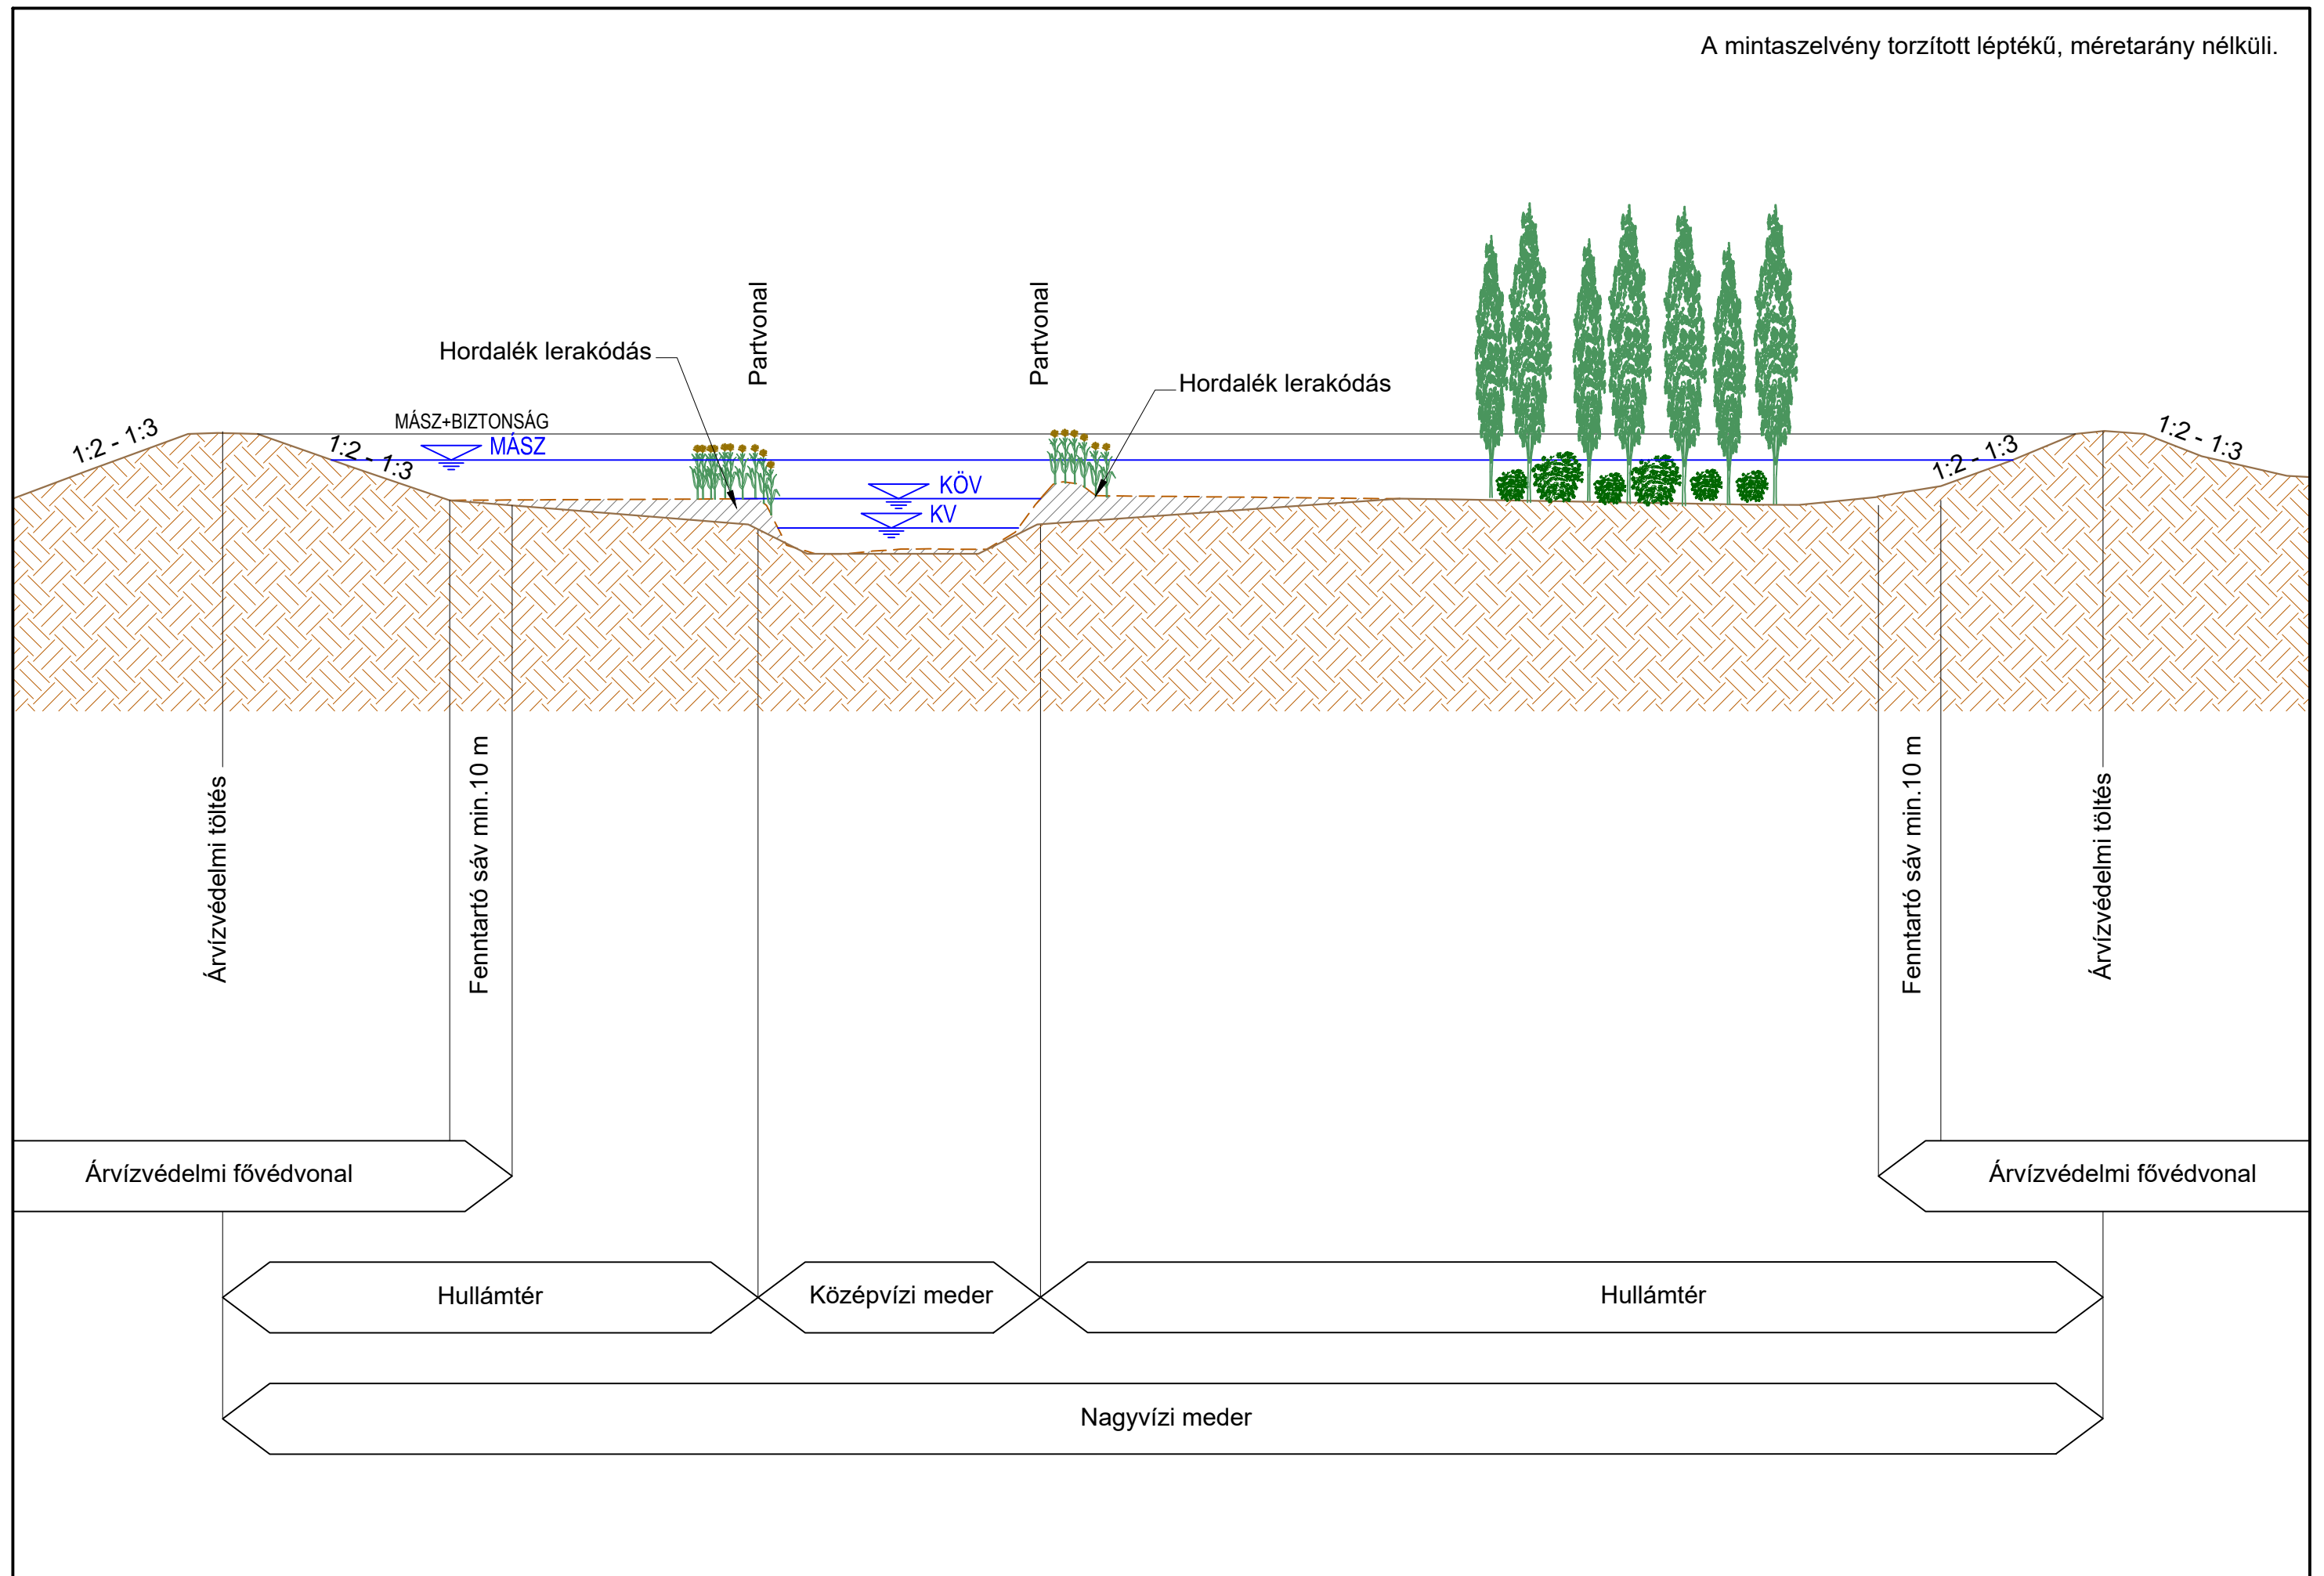 A mintaszelvény torzított léptékű, méretarány nélküli.
Partvonal
Partvonal
Hordalék lerakódás
Hordalék lerakódás
1:2 - 1:3
MÁSZ+BIZTONSÁG
1:2 - 1:3
MÁSZ
1:2 - 1:3
1:2 - 1:3
KÖV
KV
Árvízvédelmi töltés
Fenntartó sáv min.10 m
Fenntartó sáv min.10 m
Árvízvédelmi töltés
Árvízvédelmi fővédvonal
Árvízvédelmi fővédvonal
Hullámtér
Középvízi meder
Hullámtér
Nagyvízi meder